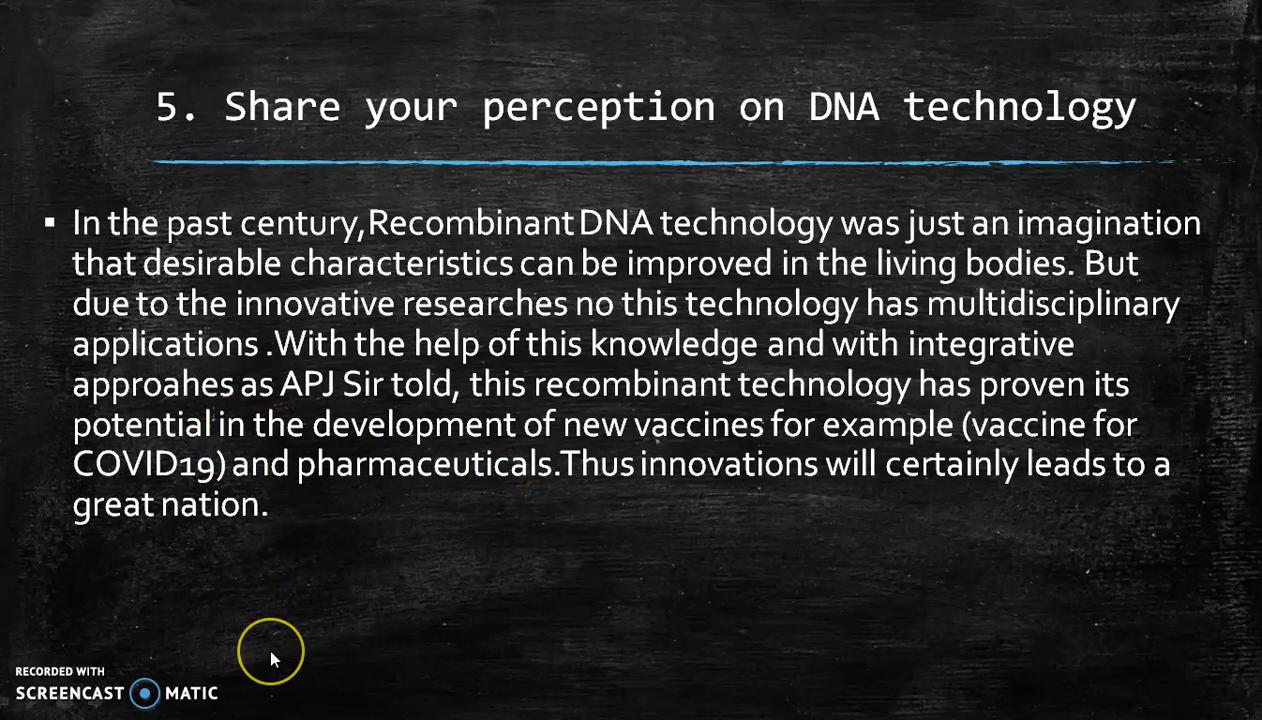 5. Share your perception on DNA technology
▪ In the past century,Recombinant DNA technology was just an imagination
that desirable characteristics can be improved in the living bodies. But
due to the innovative researches no this technology has multidisciplinary
applications .With the help of this knowledge and with integrative
approahes as APJ Sir told, this recombinant technology has proven its
potential in the development of new vaccines for example (vaccine for
COVID19) and pharmaceuticals.Thus innovations will certainly leads to a
great nation.
RECORDED WITH
SCREENCAST MATIC